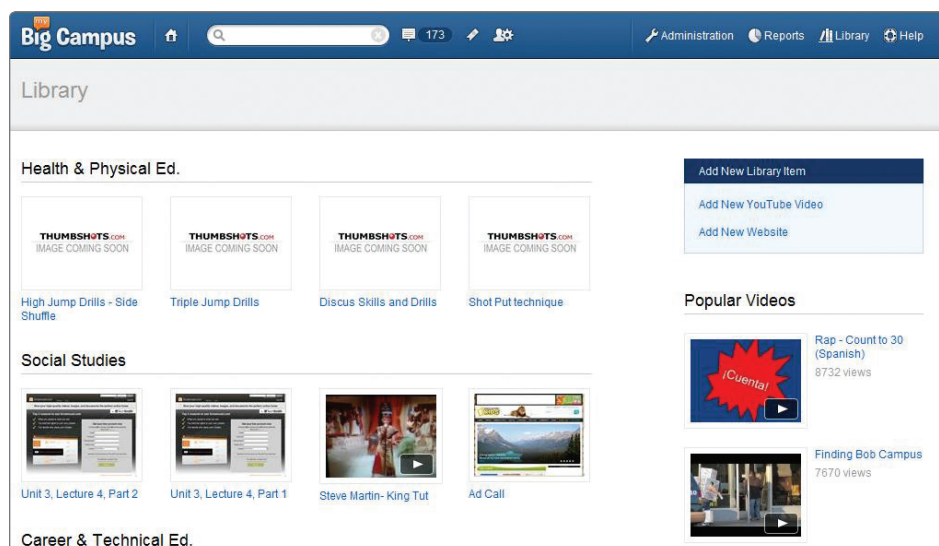 my
Big Campus
173
Administration
Reports
Library
Help
Library
Health & Physical Ed.
THUMBSHOTS.COM
IMAGE COMING SOON
THUMBSHOTS.COM
IMAGE COMING SOON
THUMBSHOTS.COM
IMAGE COMING SOON
THUMBSHOTS.COM
IMAGE COMING SOON
High Jump Drills - Side
Shuffle
Triple Jump Drills
Discus Skills and Drills
Shot Put technique
Social Studies
Unit 3, Lecture 4, Part 2
Unit 3, Lecture 4, Part 1
Steve Martin- King Tut
Ad Call
Career & Technical Ed.
Add New Library Item
Add New YouTube Video
Add New Website
Popular Videos
¡Cuenta!
Rap - Count to 30
(Spanish)
8732 views
Finding Bob Campus
7670 views